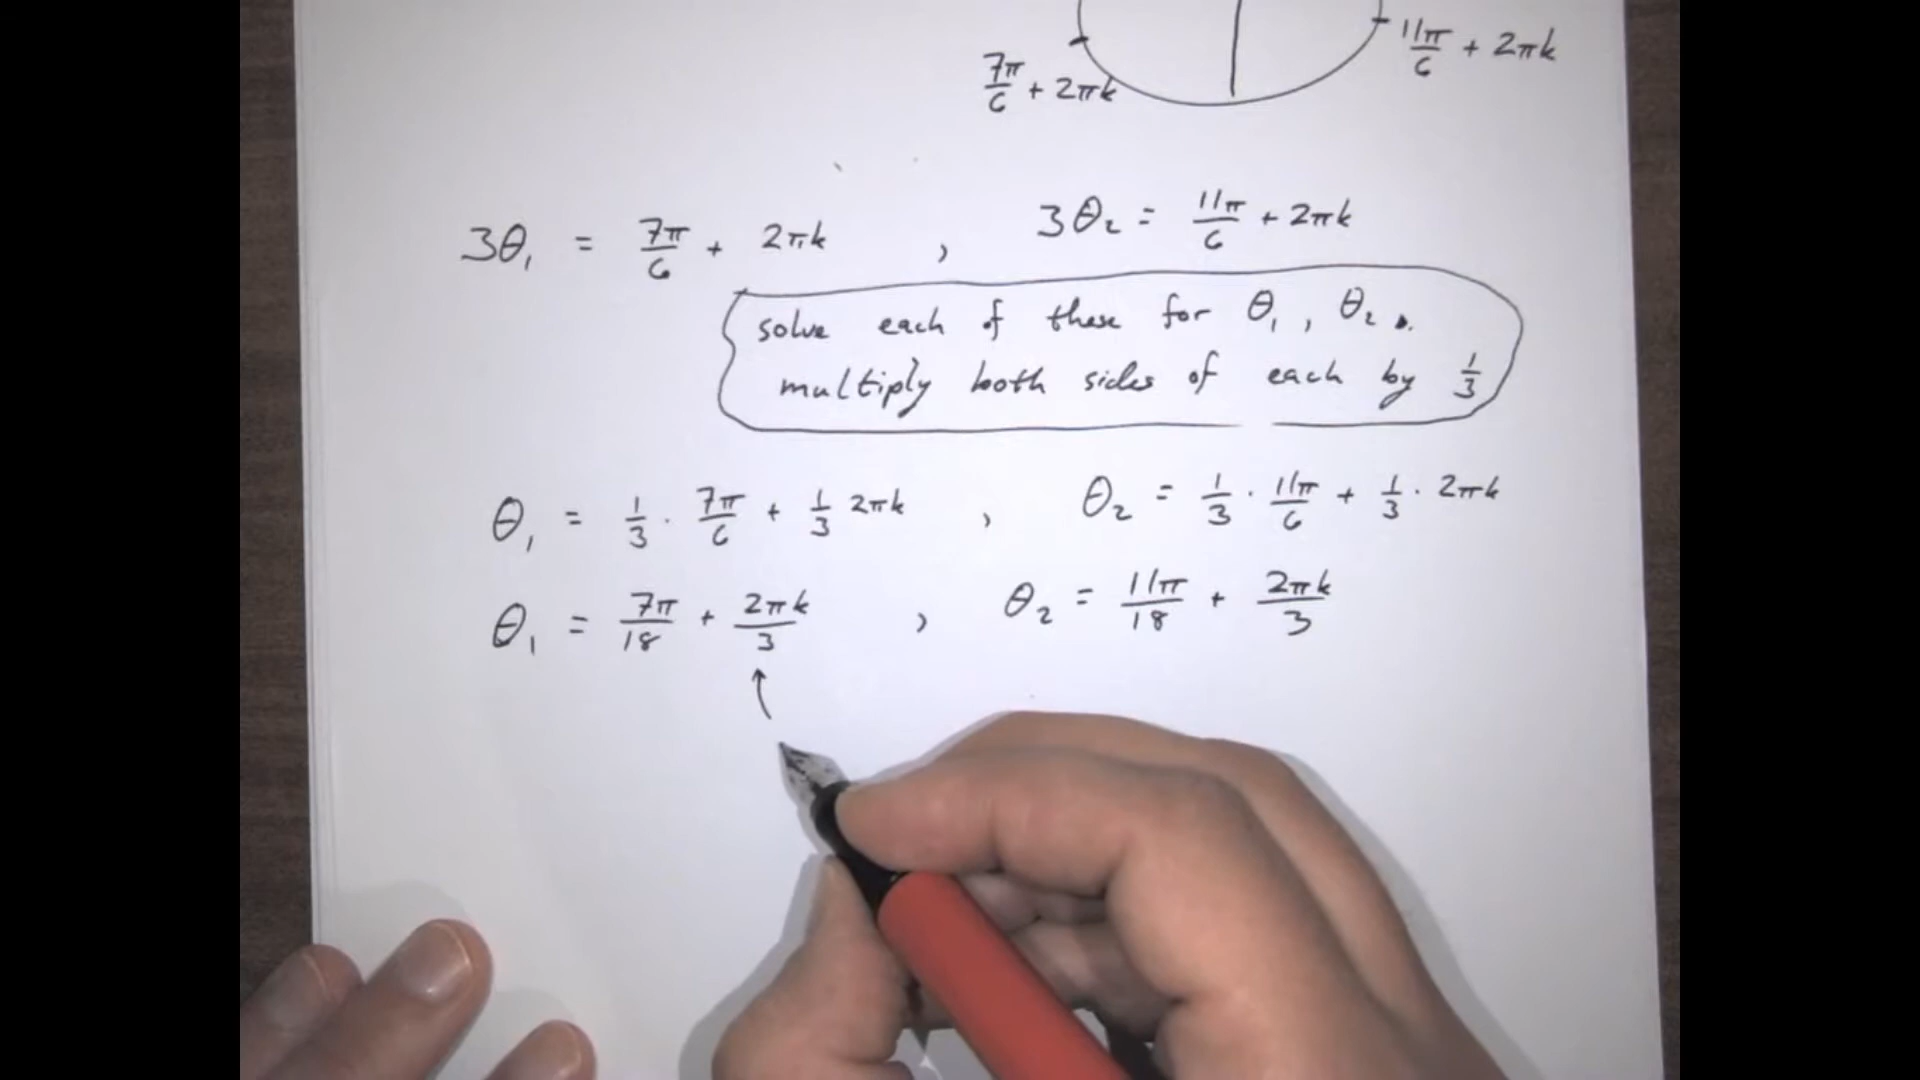 11π/6 + 2πk
7π/6 + 2πk
3θ₁ = 7π/6 + 2πk , 3θ₂ = 11π/6 + 2πk
solve each of these for θ₁, θ₂.
multiply both sides of each by 1/3
θ₁ = 1/3 · 7π/6 + 1/3 2πk , θ₂ = 1/3 · 11π/6 + 1/3 · 2πk
θ₁ = 7π/18 + 2πk/3 , θ₂ = 11π/18 + 2πk/3